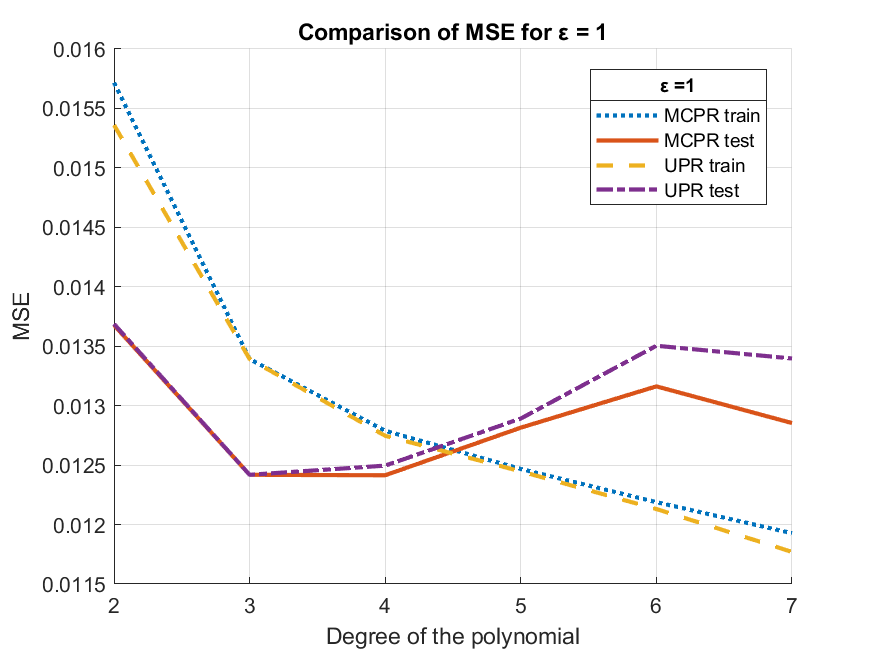 Comparison of MSE for ε = 1
0.016
0.0155
0.015
0.0145
0.014
0.0135
0.013
0.0125
0.012
0.0115
MSE
ε =1
MCPR train
MCPR test
UPR train
UPR test
2 3 4 5 6 7
Degree of the polynomial